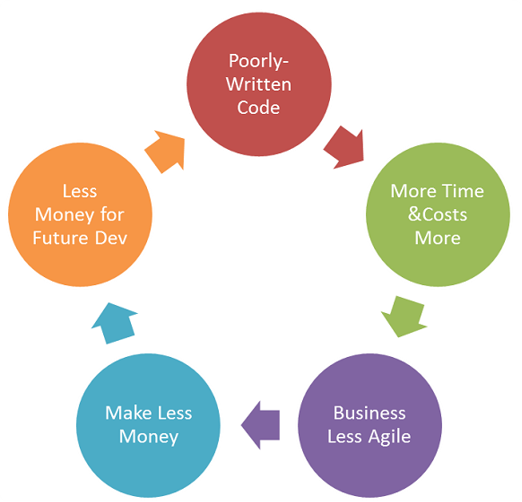 Poorly-
Written
Code
More Time
&Costs
More
Business
Less Agile
Make Less
Money
Less
Money for
Future Dev